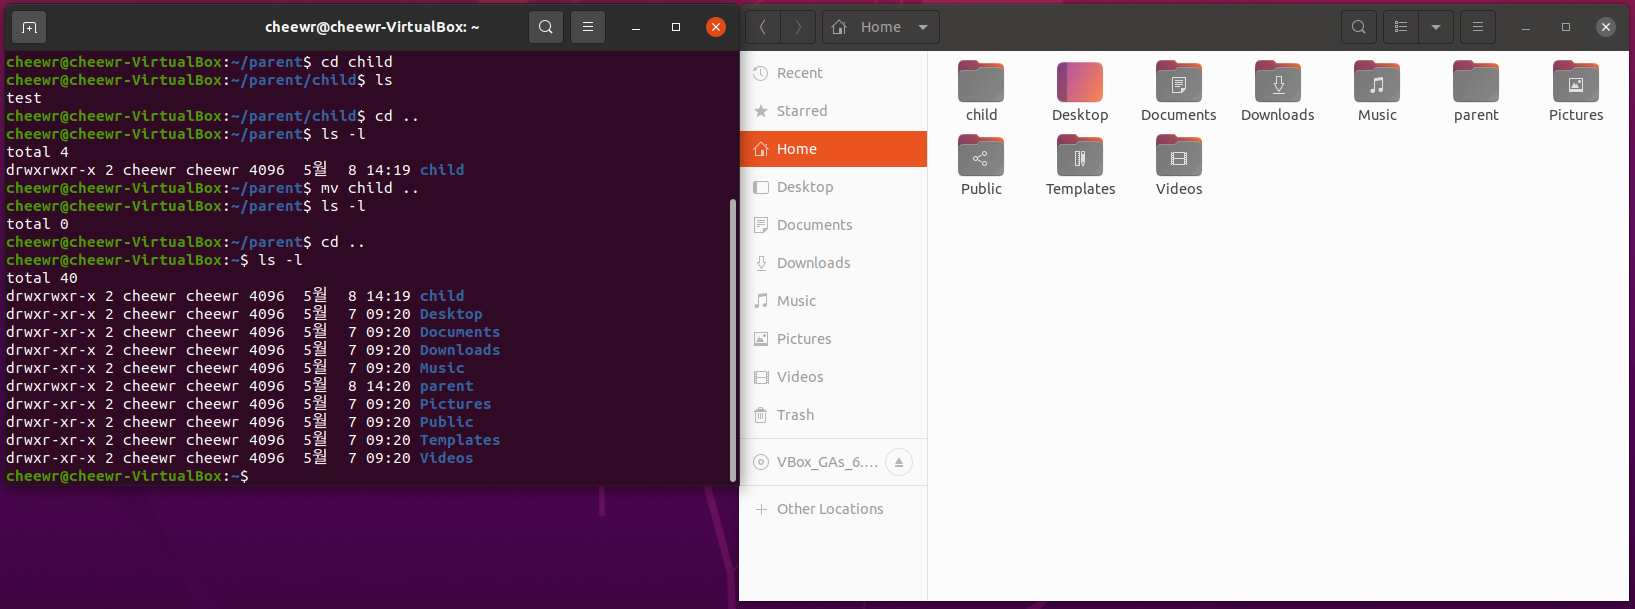 cheewr@cheewr-VirtualBox: ~
cheewr@cheewr-VirtualBox:~/parent$ cd child
cheewr@cheewr-VirtualBox:~/parent/child$ ls
test
cheewr@cheewr-VirtualBox:~/parent/child$ cd ..
cheewr@cheewr-VirtualBox:~/parent$ ls -l
total 4
drwxrwxr-x 2 cheewr cheewr 4096  5월  8 14:19 child
cheewr@cheewr-VirtualBox:~/parent$ mv child ..
cheewr@cheewr-VirtualBox:~/parent$ ls -l
total 0
cheewr@cheewr-VirtualBox:~/parent$ cd ..
cheewr@cheewr-VirtualBox:~$ ls -l
total 40
drwxrwxr-x 2 cheewr cheewr 4096  5월  8 14:19 child
drwxr-xr-x 2 cheewr cheewr 4096  5월  7 09:20 Desktop
drwxr-xr-x 2 cheewr cheewr 4096  5월  7 09:20 Documents
drwxr-xr-x 2 cheewr cheewr 4096  5월  7 09:20 Downloads
drwxr-xr-x 2 cheewr cheewr 4096  5월  7 09:20 Music
drwxrwxr-x 2 cheewr cheewr 4096  5월  8 14:20 parent
drwxr-xr-x 2 cheewr cheewr 4096  5월  7 09:20 Pictures
drwxr-xr-x 2 cheewr cheewr 4096  5월  7 09:20 Public
drwxr-xr-x 2 cheewr cheewr 4096  5월  7 09:20 Templates
drwxr-xr-x 2 cheewr cheewr 4096  5월  7 09:20 Videos
cheewr@cheewr-VirtualBox:~$
Home
Recent
Starred
Home
Desktop
Documents
Downloads
Music
Pictures
Videos
Trash
VBox_GAs_6....
Other Locations
child Desktop Documents Downloads Music parent Pictures
Public Templates Videos